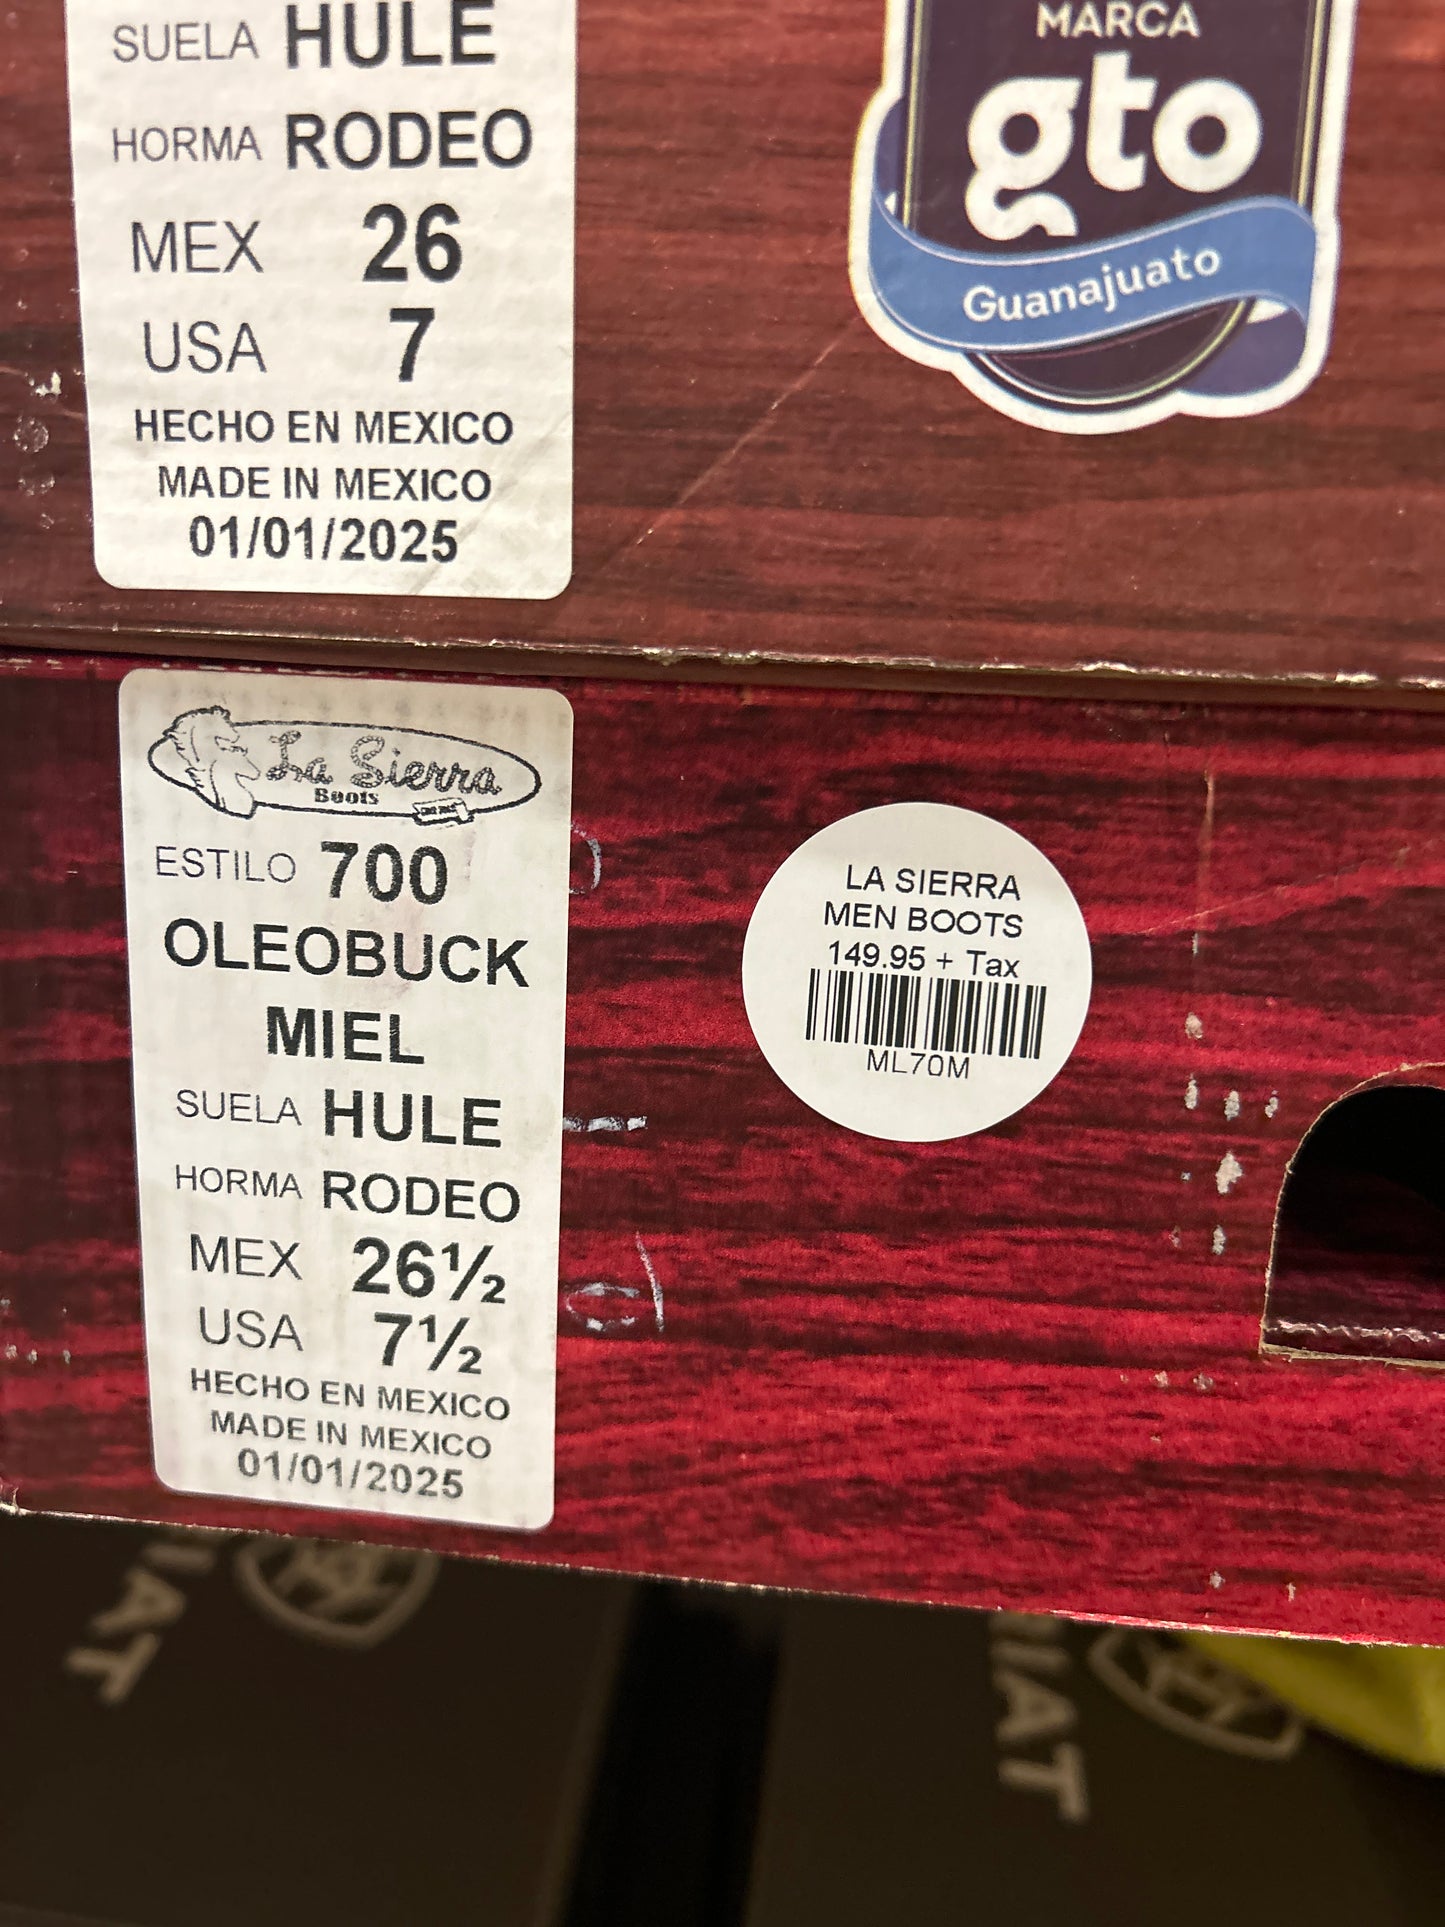 SUELA HULE
HORMA RODEO
MEX 26
USA 7
HECHO EN MEXICO
MADE IN MEXICO
01/01/2025
MARCA
gto
Guanajuato
La Sierra
Boots
ESTILO 700
OLEOBUCK
MIEL
SUELA HULE
HORMA RODEO
MEX 26½
USA 7½
HECHO EN MEXICO
MADE IN MEXICO
01/01/2025
LA SIERRA
MEN BOOTS
149.95 + Tax
ML70M
RIAT
RIAT